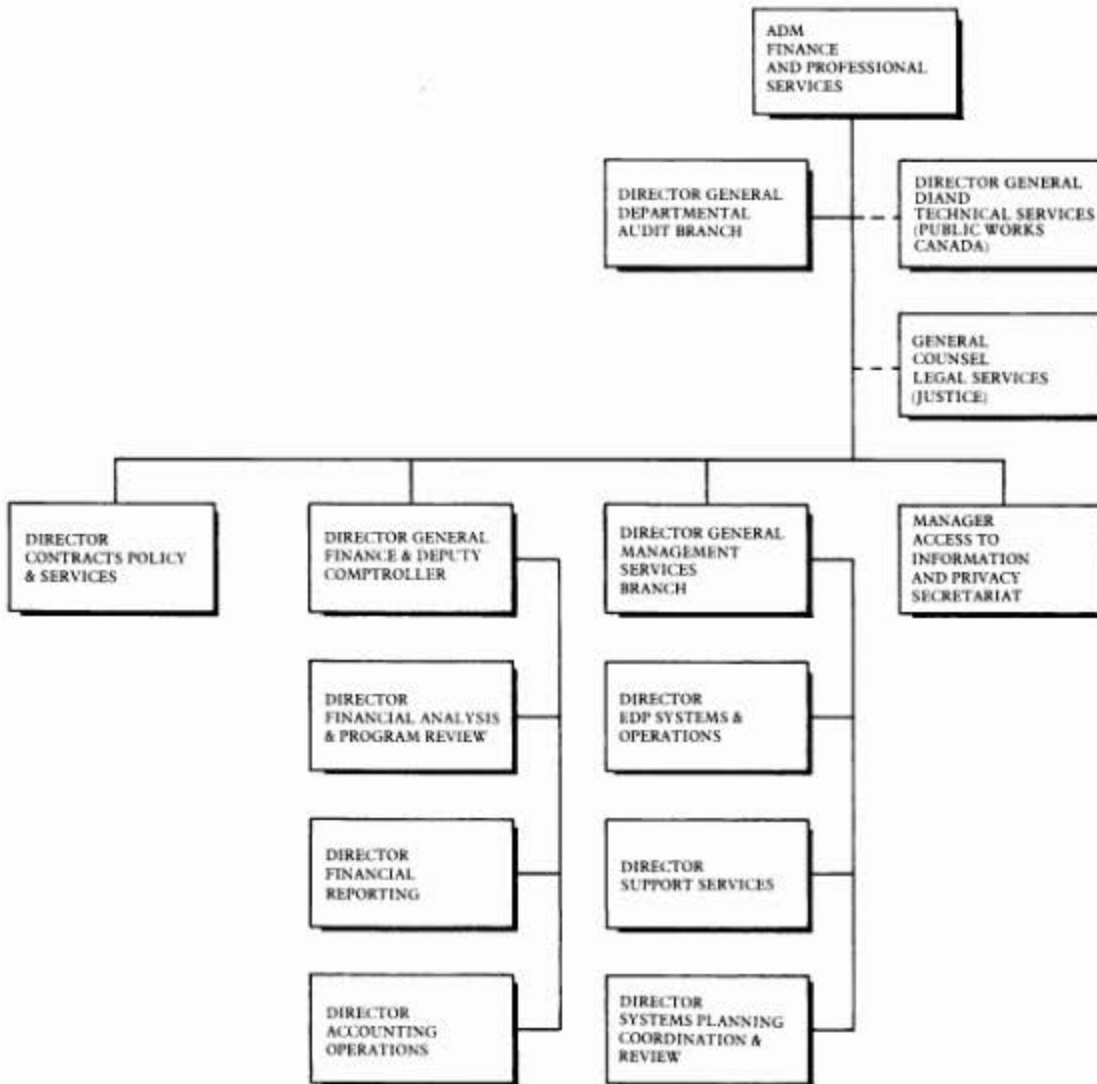 ADM
FINANCE
AND PROFESSIONAL
SERVICES
DIRECTOR GENERAL
DEPARTMENTAL
AUDIT BRANCH
DIRECTOR GENERAL
DIAND
TECHNICAL SERVICES
(PUBLIC WORKS
CANADA)
GENERAL
COUNSEL
LEGAL SERVICES
(JUSTICE)
DIRECTOR
CONTRACTS POLICY
& SERVICES
DIRECTOR GENERAL
FINANCE & DEPUTY
COMPTROLLER
DIRECTOR GENERAL
MANAGEMENT
SERVICES
BRANCH
MANAGER
ACCESS TO
INFORMATION
AND PRIVACY
SECRETARIAT
DIRECTOR
FINANCIAL ANALYSIS
& PROGRAM REVIEW
DIRECTOR
EDP SYSTEMS &
OPERATIONS
DIRECTOR
FINANCIAL
REPORTING
DIRECTOR
SUPPORT SERVICES
DIRECTOR
ACCOUNTING
OPERATIONS
DIRECTOR
SYSTEMS PLANNING
COORDINATION &
REVIEW